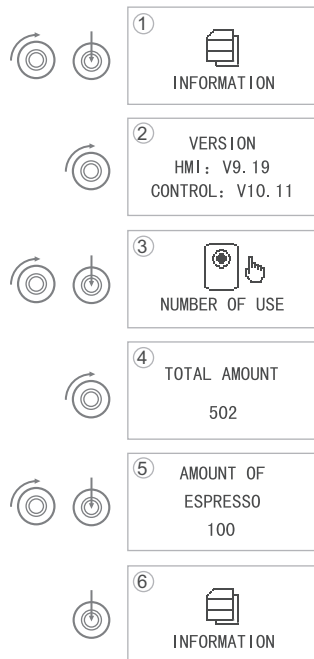 ①
INFORMATION
②
VERSION
HMI: V9.19
CONTROL: V10.11
③
NUMBER OF USE
④
TOTAL AMOUNT
502
⑤
AMOUNT OF
ESPRESSO
100
⑥
INFORMATION